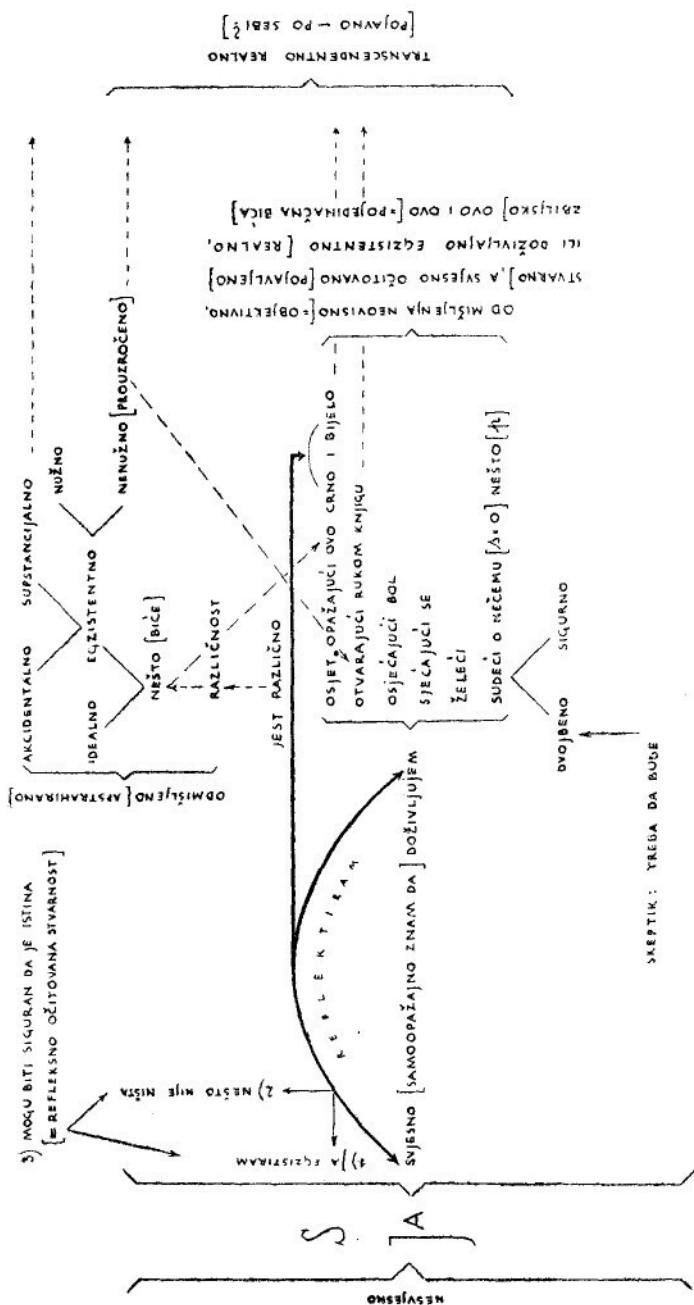 3) MOGU BITI SIGURAN DA JE ISTINA
[= REFLEKSNO OČITOVANA STVARNOST]
1) JA EGZISTIRAM
2) NEŠTO NIJE NIŠTA
REFLEKTIRAM
NESVJESNO
S
JA
SVJESNO [SAMOOPAŽAJNO ZNAM DA] DOŽIVLJUJEM
ODMIŠLJENO [APSTRAHIRANO]
AKCIDENTALNO SUPSTANCIJALNO
IDEALNO EGZISTENTNO NUŽNO
NENUŽNO [PROUZROČENO]
NEŠTO [BIĆE]
RAZLIČNOST
JEST RAZLIČNO
OSJET. OPAŽAJUĆI OVO CRNO I BIJELO
OTVARAJUĆI RUKOM KNJIGU
OSJEĆAJUĆI BOL
SJEĆAJUĆI SE
ŽELEĆI
SUDEĆI O NEČEMU [Δ·O] NEŠTO
DVOJBENO SIGURNO
SKEPTIK: TREBA DA BUDE
OD MIŠLJENJA NEOVISNO [=OBJEKTIVNO,
STVARNO], A SVJESNO OČITOVANO [POJAVLJENO]
ILI DOŽIVLJAJNO EGZISTENTNO [REALNO,
ZBILJSKO] OVO I OVO [=POJEDINAČNA BIĆA]
TRANSCENDENTNO REALNO
[POJAVNO – PO SEBI?]